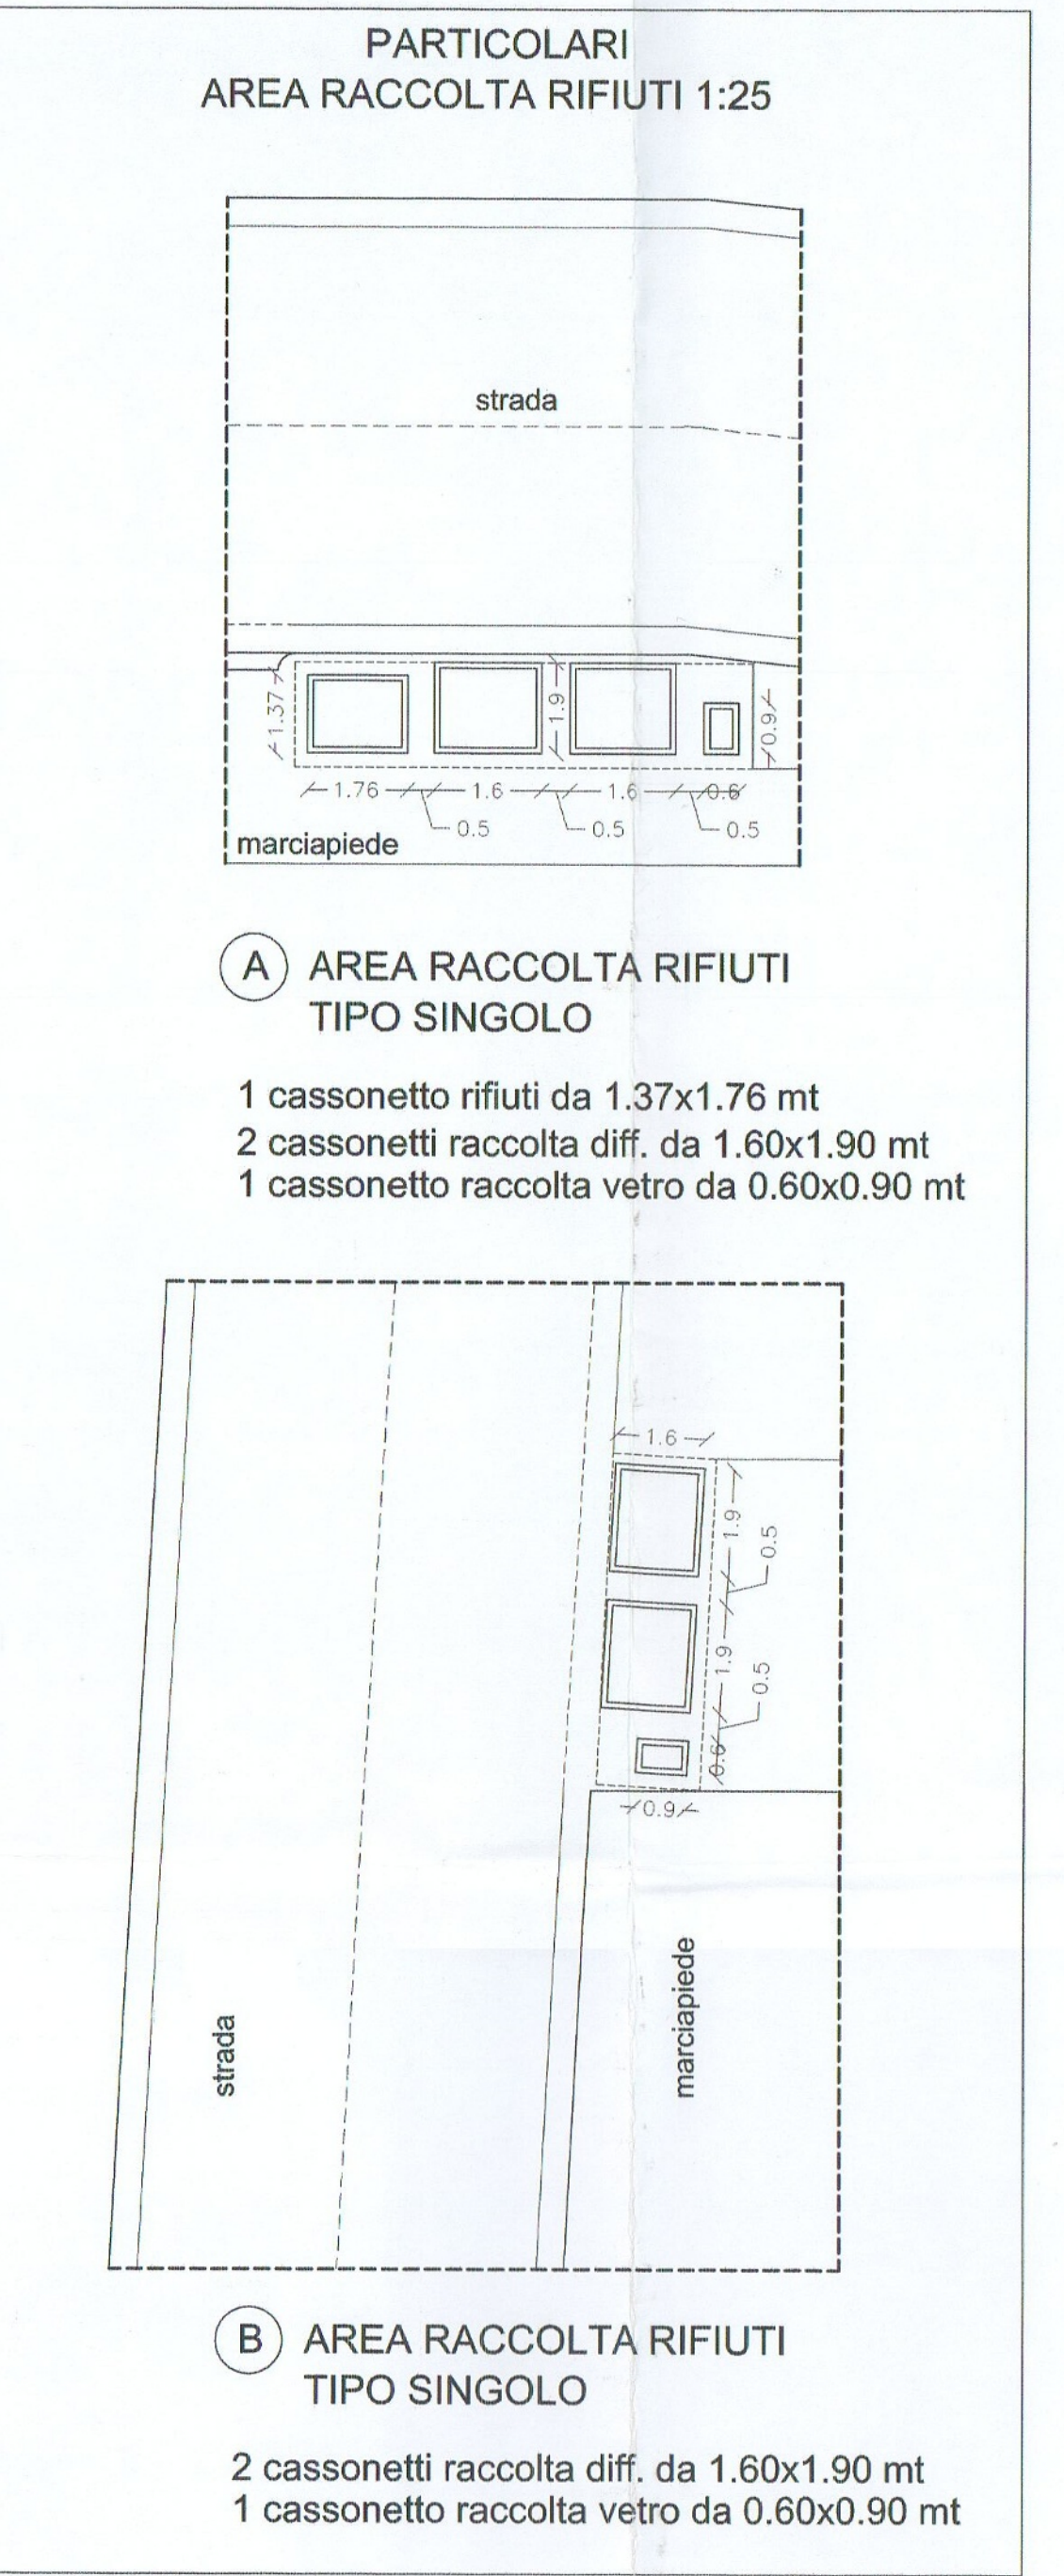 PARTICOLARI
AREA RACCOLTA RIFIUTI 1:25
strada
1.37
1.9
0.9
1.76 1.6 1.6 0.6
0.5 0.5 0.5
marciapiede
A AREA RACCOLTA RIFIUTI
TIPO SINGOLO
1 cassonetto rifiuti da 1.37x1.76 mt
2 cassonetti raccolta diff. da 1.60x1.90 mt
1 cassonetto raccolta vetro da 0.60x0.90 mt
1.6
1.9
0.5
1.9
0.5
0.6
0.9
marciapiede
strada
B AREA RACCOLTA RIFIUTI
TIPO SINGOLO
2 cassonetti raccolta diff. da 1.60x1.90 mt
1 cassonetto raccolta vetro da 0.60x0.90 mt